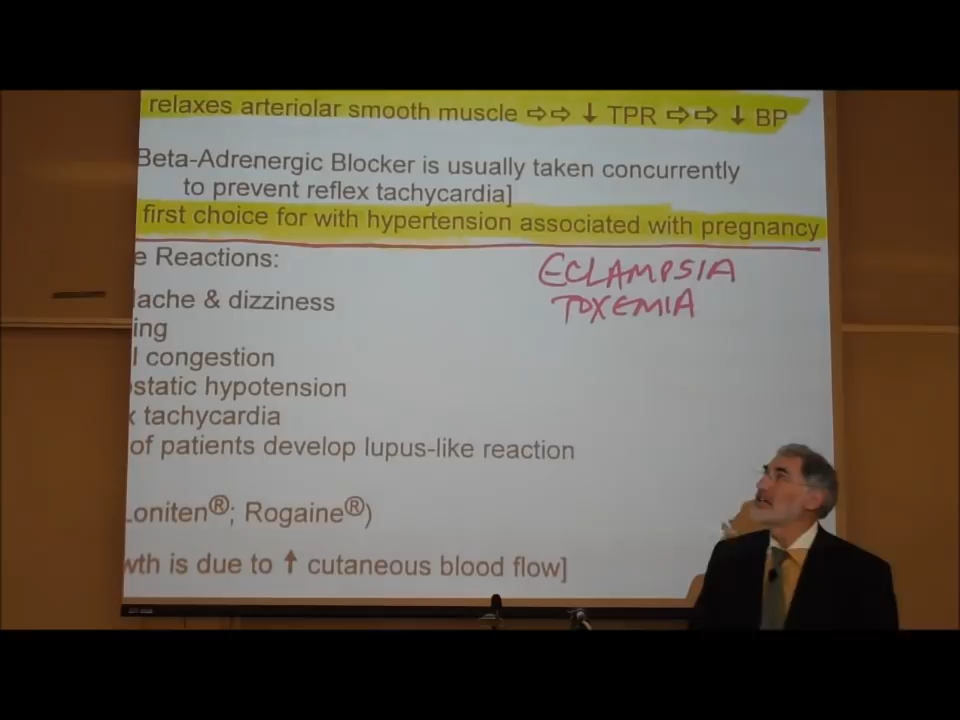 relaxes arteriolar smooth muscle ⇨⇨ ↓ TPR ⇨⇨ ↓ BP
Beta-Adrenergic Blocker is usually taken concurrently
to prevent reflex tachycardia]
first choice for with hypertension associated with pregnancy
e Reactions:
ECLAMPSIA
TOXEMIA
ache & dizziness
ing
l congestion
static hypotension
x tachycardia
of patients develop lupus-like reaction
Loniten®; Rogaine®)
wth is due to ↑ cutaneous blood flow]